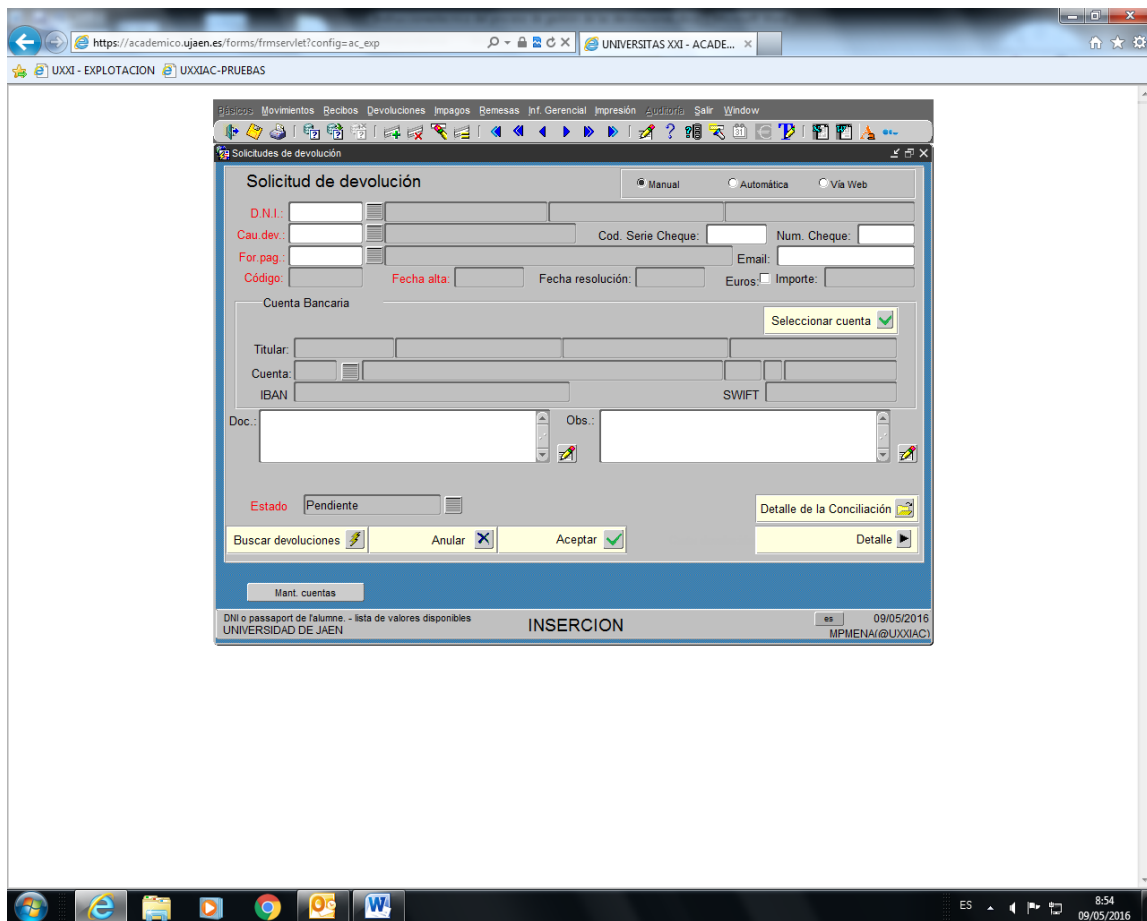 https://academico.ujaen.es/forms/frmservlet?config=ac_exp
UNIVERSITAS XXI - ACADE...
UXXI - EXPLOTACION UXXIAC-PRUEBAS
Básicos Movimientos Recibos Devoluciones Impagos Remesas Inf. Gerencial Impresión Auditoría Salir Window
Solicitudes de devolución
Solicitud de devolución Manual Automática Vía Web
D.N.I.:
Cau.dev.: Cod. Serie Cheque: Num. Cheque:
For.pag.: Email:
Código: Fecha alta: Fecha resolución: Euros: Importe:
Cuenta Bancaria
Seleccionar cuenta
Titular:
Cuenta:
IBAN SWIFT
Doc.: Obs.:
Estado Pendiente
Detalle de la Conciliación
Buscar devoluciones Anular Aceptar Detalle
Mant. cuentas
DNI o passaport de l'alumne. - lista de valores disponibles
UNIVERSIDAD DE JAEN INSERCION es 09/05/2016
MPMENA(@UXXIAC)
ES 8:54
09/05/2016